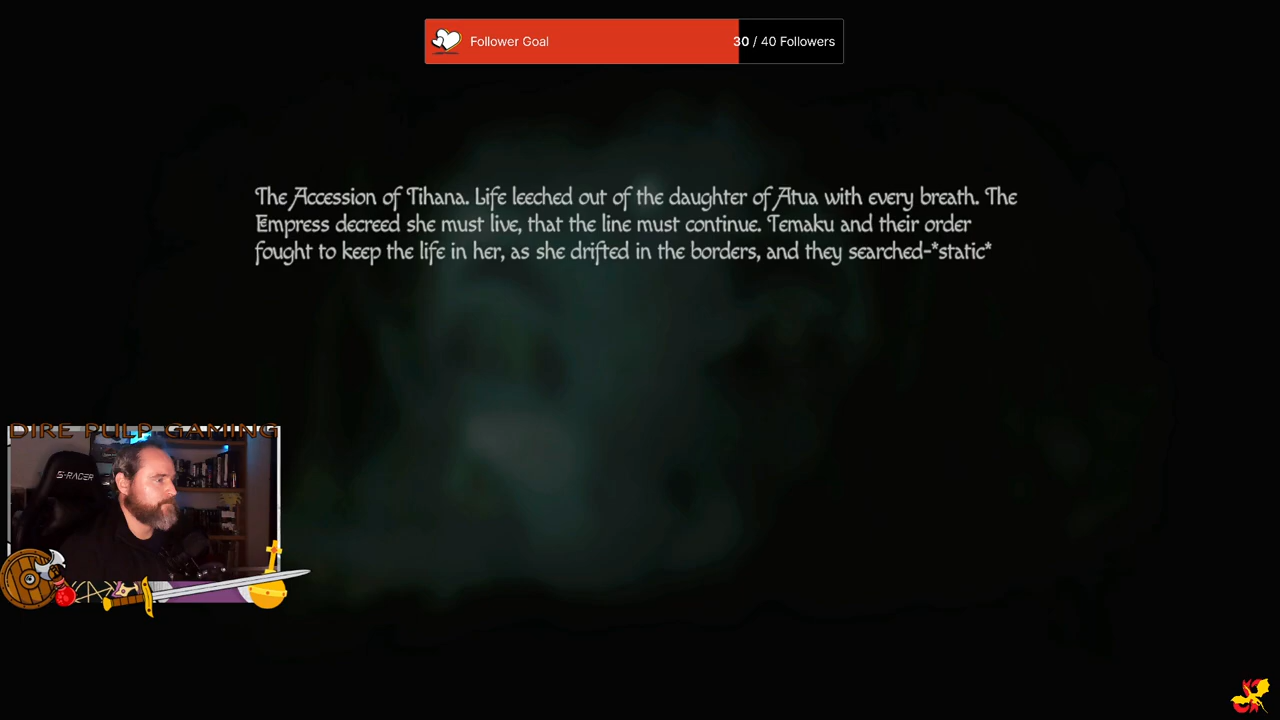 Follower Goal
30 / 40 Followers
The Accession of Tihana. Life leeched out of the daughter of Atua with every breath. The
Empress decreed she must live, that the line must continue. Temaku and their order
fought to keep the life in her, as she drifted in the borders, and they searched-*static*
DIRE PULP GAMING
S-RACER